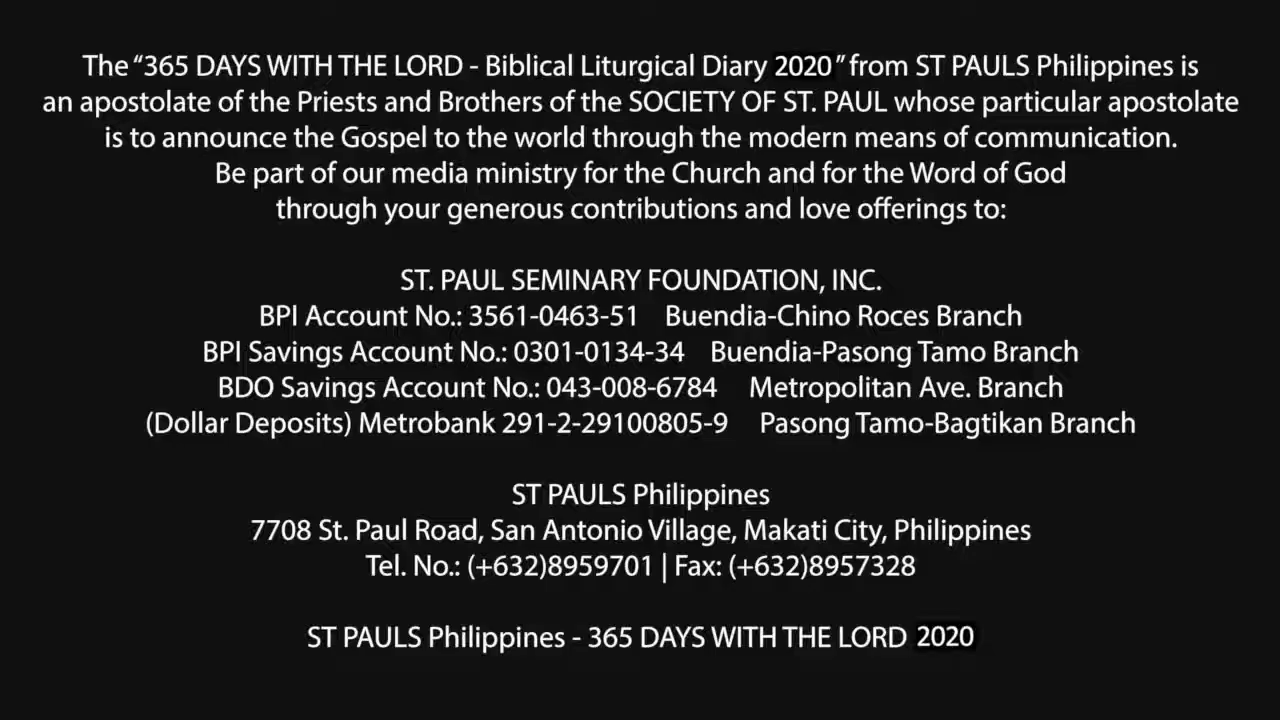 The “365 DAYS WITH THE LORD - Biblical Liturgical Diary 2020” from ST PAULS Philippines is
an apostolate of the Priests and Brothers of the SOCIETY OF ST. PAUL whose particular apostolate
is to announce the Gospel to the world through the modern means of communication.
Be part of our media ministry for the Church and for the Word of God
through your generous contributions and love offerings to:
ST. PAUL SEMINARY FOUNDATION, INC.
BPI Account No.: 3561-0463-51 Buendia-Chino Roces Branch
BPI Savings Account No.: 0301-0134-34 Buendia-Pasong Tamo Branch
BDO Savings Account No.: 043-008-6784 Metropolitan Ave. Branch
(Dollar Deposits) Metrobank 291-2-29100805-9 Pasong Tamo-Bagtikan Branch
ST PAULS Philippines
7708 St. Paul Road, San Antonio Village, Makati City, Philippines
Tel. No.: (+632)8959701 | Fax: (+632)8957328
ST PAULS Philippines - 365 DAYS WITH THE LORD 2020